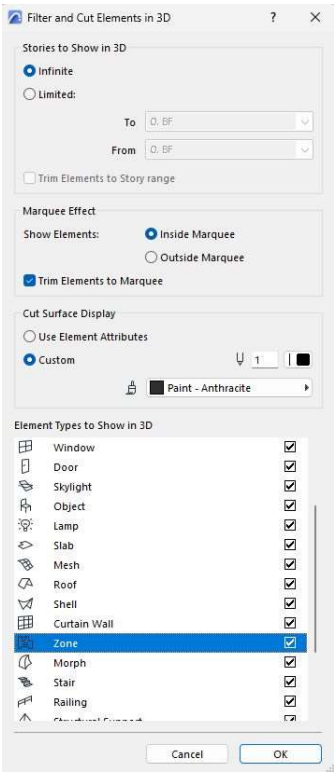 Filter and Cut Elements in 3D ? ×
Stories to Show in 3D
Infinite
Limited:
To 0. BF
From 0. BF
Trim Elements to Story range
Marquee Effect
Show Elements: Inside Marquee
Outside Marquee
Trim Elements to Marquee
Cut Surface Display
Use Element Attributes
Custom 1
Paint - Anthracite
Element Types to Show in 3D
Window
Door
Skylight
Object
Lamp
Slab
Mesh
Roof
Shell
Curtain Wall
Zone
Morph
Stair
Railing
Structural Support
Cancel OK